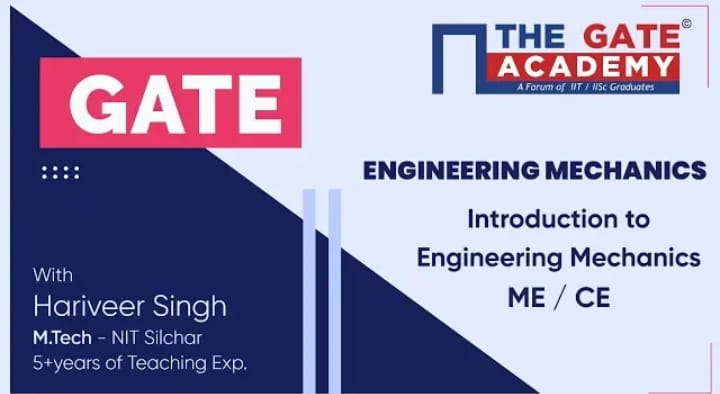 GATE
THE GATE©
ACADEMY
A Forum of IIT / IISc Graduates
ENGINEERING MECHANICS
Introduction to
Engineering Mechanics
ME / CE
With
Hariveer Singh
M.Tech - NIT Silchar
5+years of Teaching Exp.